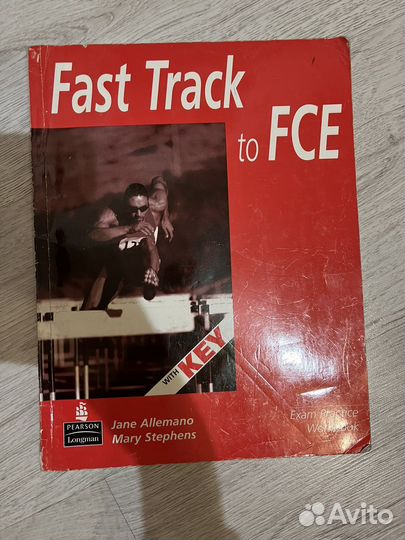 Fast Track
to FCE
WITH KEY
PEARSON
Longman
Jane Allemano
Mary Stephens
Exam Practice
Workbook
Avito